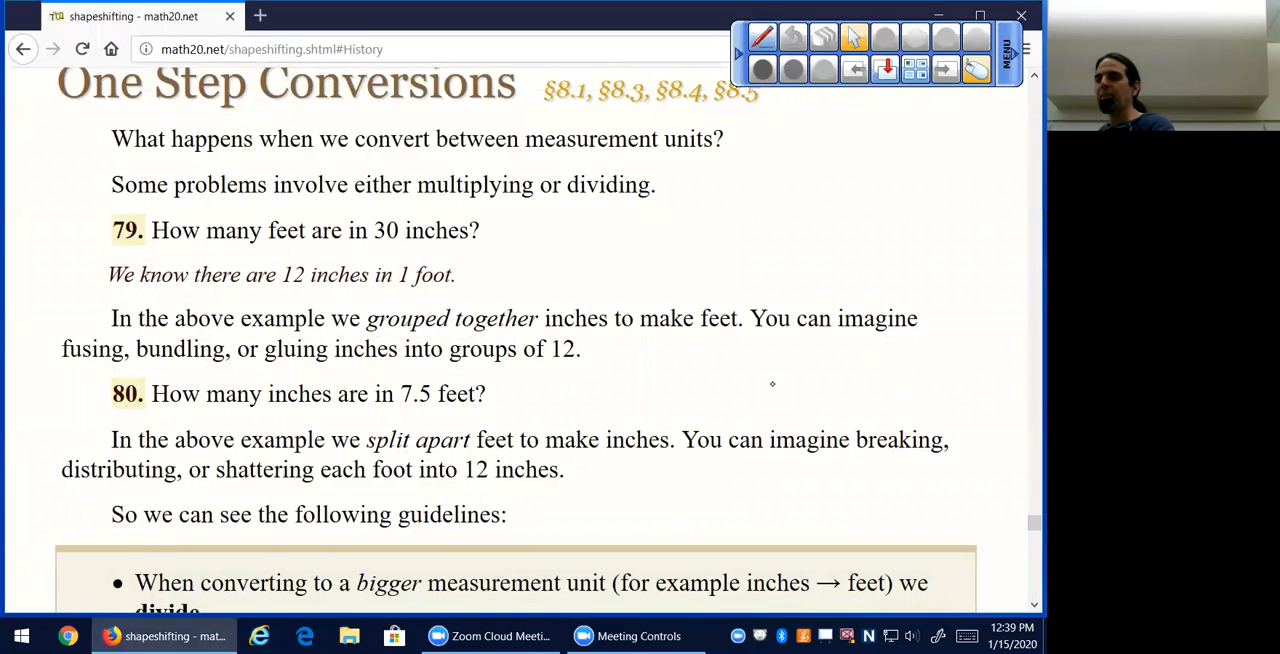 shapeshifting - math20.net
math20.net/shapeshifting.shtml#History
MENU
One Step Conversions §8.1, §8.3, §8.4, §8.5
What happens when we convert between measurement units?
Some problems involve either multiplying or dividing.
79. How many feet are in 30 inches?
We know there are 12 inches in 1 foot.
In the above example we grouped together inches to make feet. You can imagine
fusing, bundling, or gluing inches into groups of 12.
80. How many inches are in 7.5 feet?
In the above example we split apart feet to make inches. You can imagine breaking,
distributing, or shattering each foot into 12 inches.
So we can see the following guidelines:
• When converting to a bigger measurement unit (for example inches → feet) we
divide
shapeshifting - mat... Zoom Cloud Meeti... Meeting Controls 12:39 PM
1/15/2020